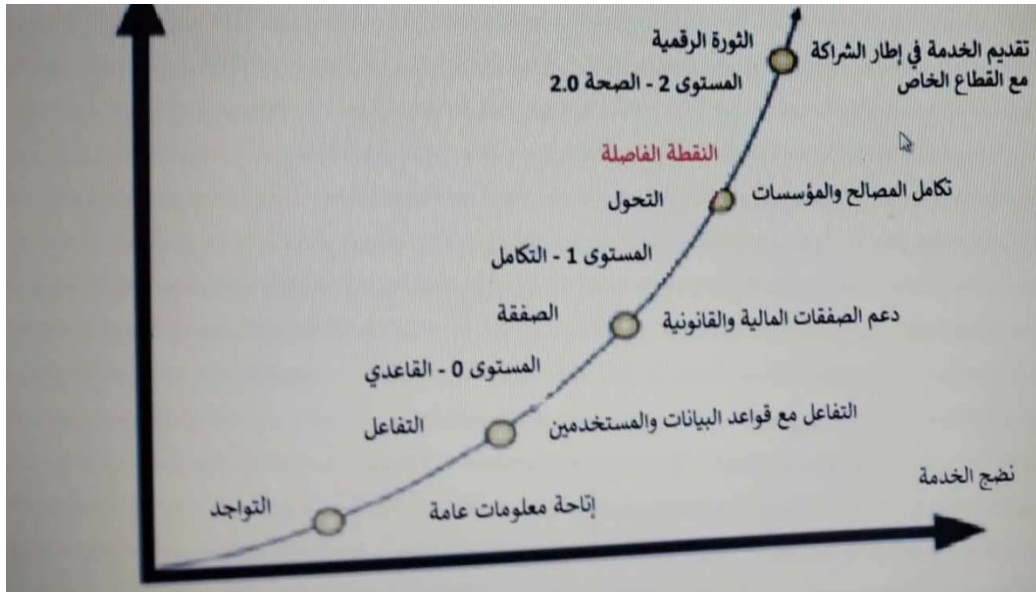 الثورة الرقمية
تقديم الخدمة في إطار الشراكة
مع القطاع الخاص
المستوى 2 - الصحة 2.0
النقطة الفاصلة
التحول
تكامل المصالح والمؤسسات
المستوى 1 - التكامل
الصفقة
دعم الصفقات المالية والقانونية
المستوى 0 - القاعدي
التفاعل
التفاعل مع قواعد البيانات والمستخدمين
نضج الخدمة
التواجد
إتاحة معلومات عامة